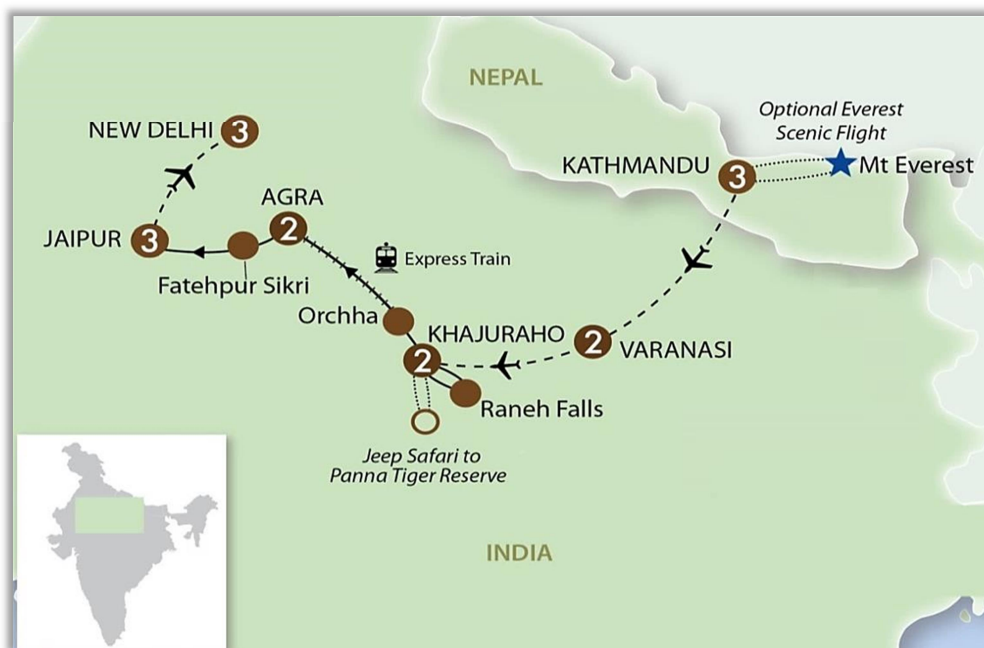 NEPAL
Optional Everest
Scenic Flight
NEW DELHI 3
KATHMANDU 3 Mt Everest
AGRA
2
JAIPUR 3
Express Train
Fatehpur Sikri
Orchha
KHAJURAHO
2
2 VARANASI
Raneh Falls
Jeep Safari to
Panna Tiger Reserve
INDIA